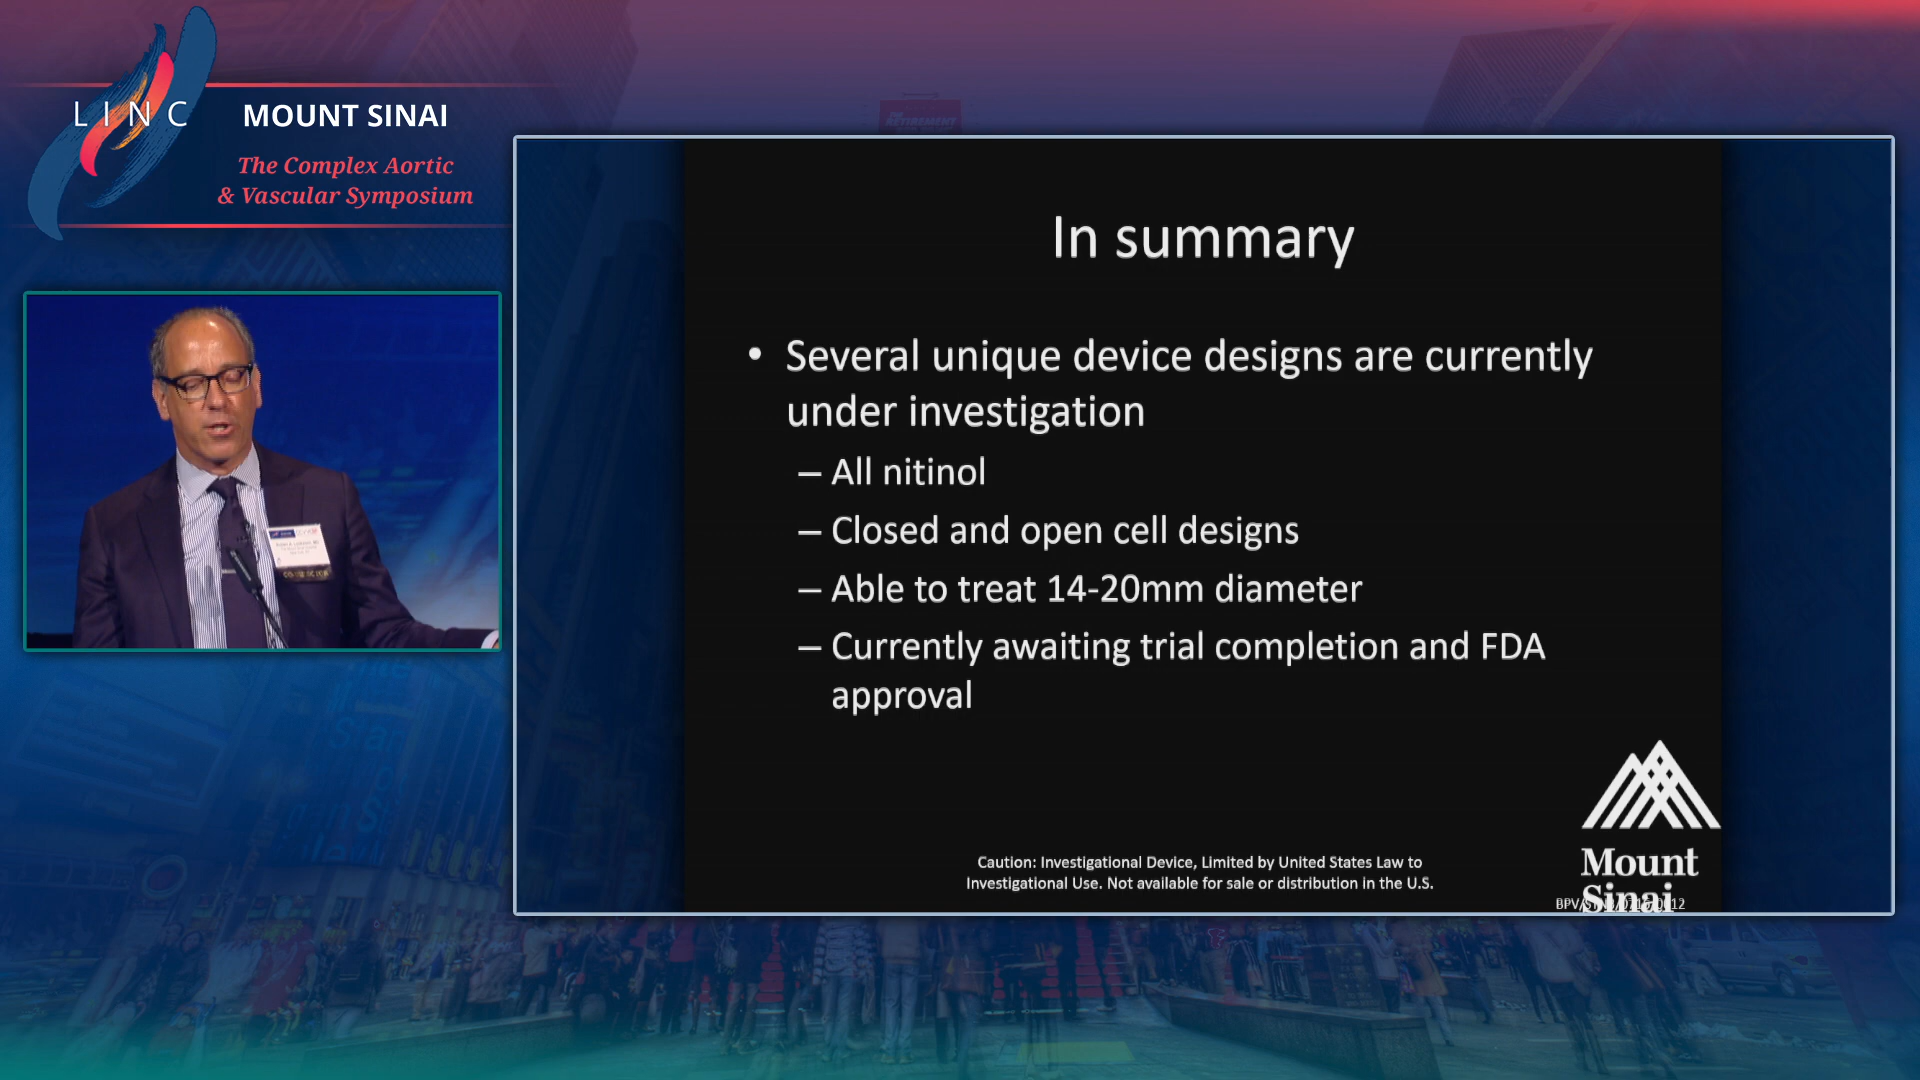 LINC
MOUNT SINAI
The Complex Aortic
& Vascular Symposium
In summary
• Several unique device designs are currently
under investigation
– All nitinol
– Closed and open cell designs
– Able to treat 14-20mm diameter
– Currently awaiting trial completion and FDA
approval
Caution: Investigational Device, Limited by United States Law to
Investigational Use. Not available for sale or distribution in the U.S.
Mount
Sinai